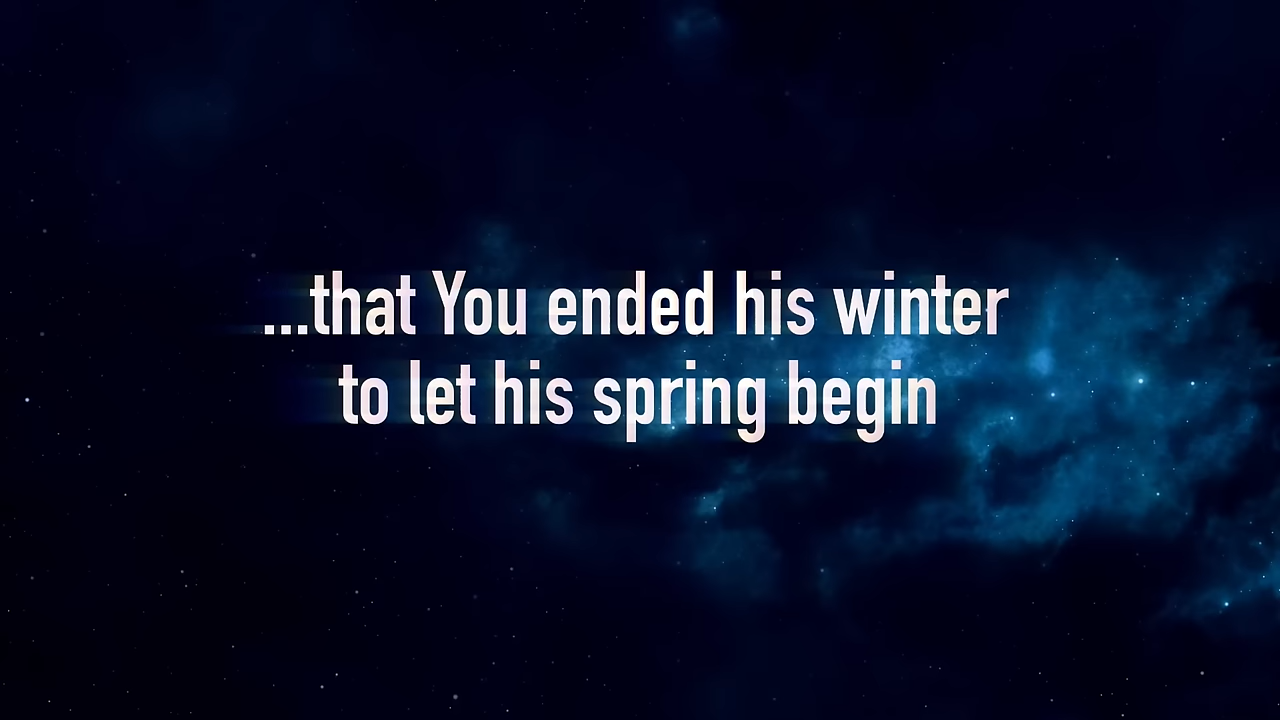 ...that You ended his winter
to let his spring begin